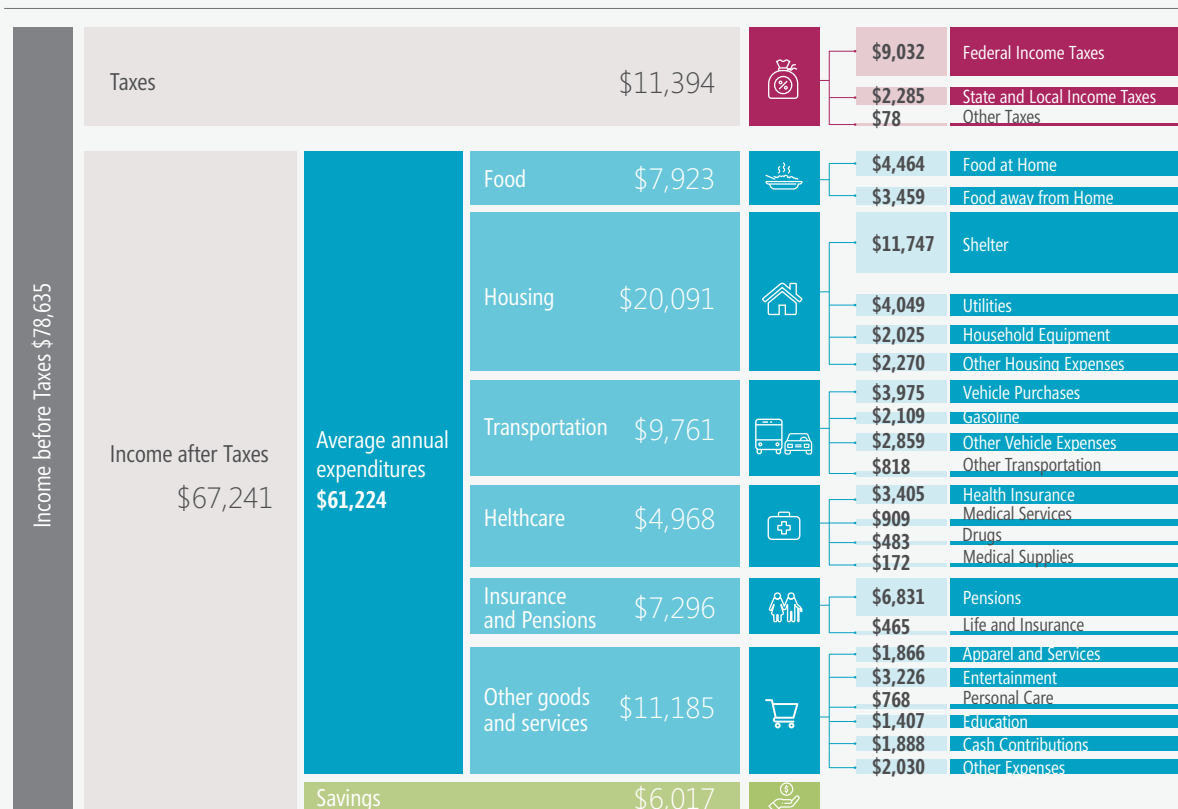 Income before Taxes $78,635
Taxes
$11,394
$9,032
Federal Income Taxes
$2,285
State and Local Income Taxes
$78
Other Taxes
Income after Taxes
$67,241
Average annual
expenditures
$61,224
Food
$7,923
$4,464
Food at Home
$3,459
Food away from Home
Housing
$20,091
$11,747
Shelter
$4,049
Utilities
$2,025
Household Equipment
$2,270
Other Housing Expenses
Transportation
$9,761
$3,975
Vehicle Purchases
$2,109
Gasoline
$2,859
Other Vehicle Expenses
$818
Other Transportation
Helthcare
$4,968
$3,405
Health Insurance
$909
Medical Services
$483
Drugs
$172
Medical Supplies
Insurance
and Pensions
$7,296
$6,831
Pensions
$465
Life and Insurance
Other goods
and services
$11,185
$1,866
Apparel and Services
$3,226
Entertainment
$768
Personal Care
$1,407
Education
$1,888
Cash Contributions
$2,030
Other Expenses
Savings
$6,017